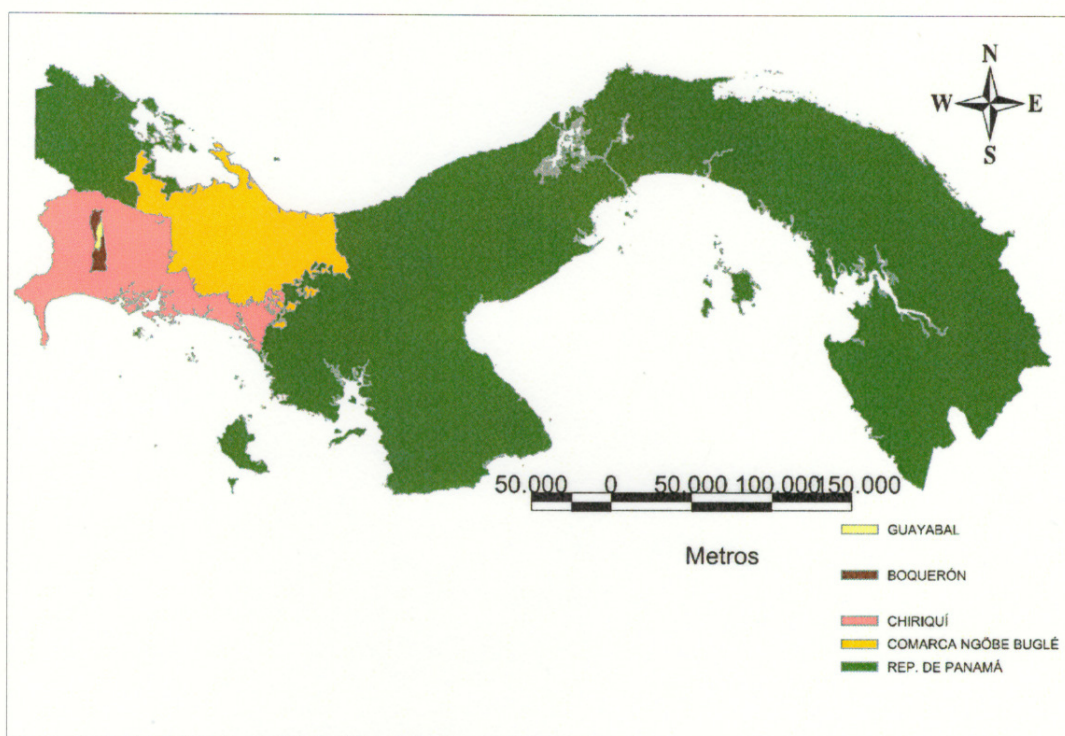 N
W E
S
50.000 0 50.000 100.000 150.000
Metros
GUAYABAL
BOQUERÓN
CHIRIQUÍ
COMARCA NGÖBE BUGLÉ
REP. DE PANAMÁ